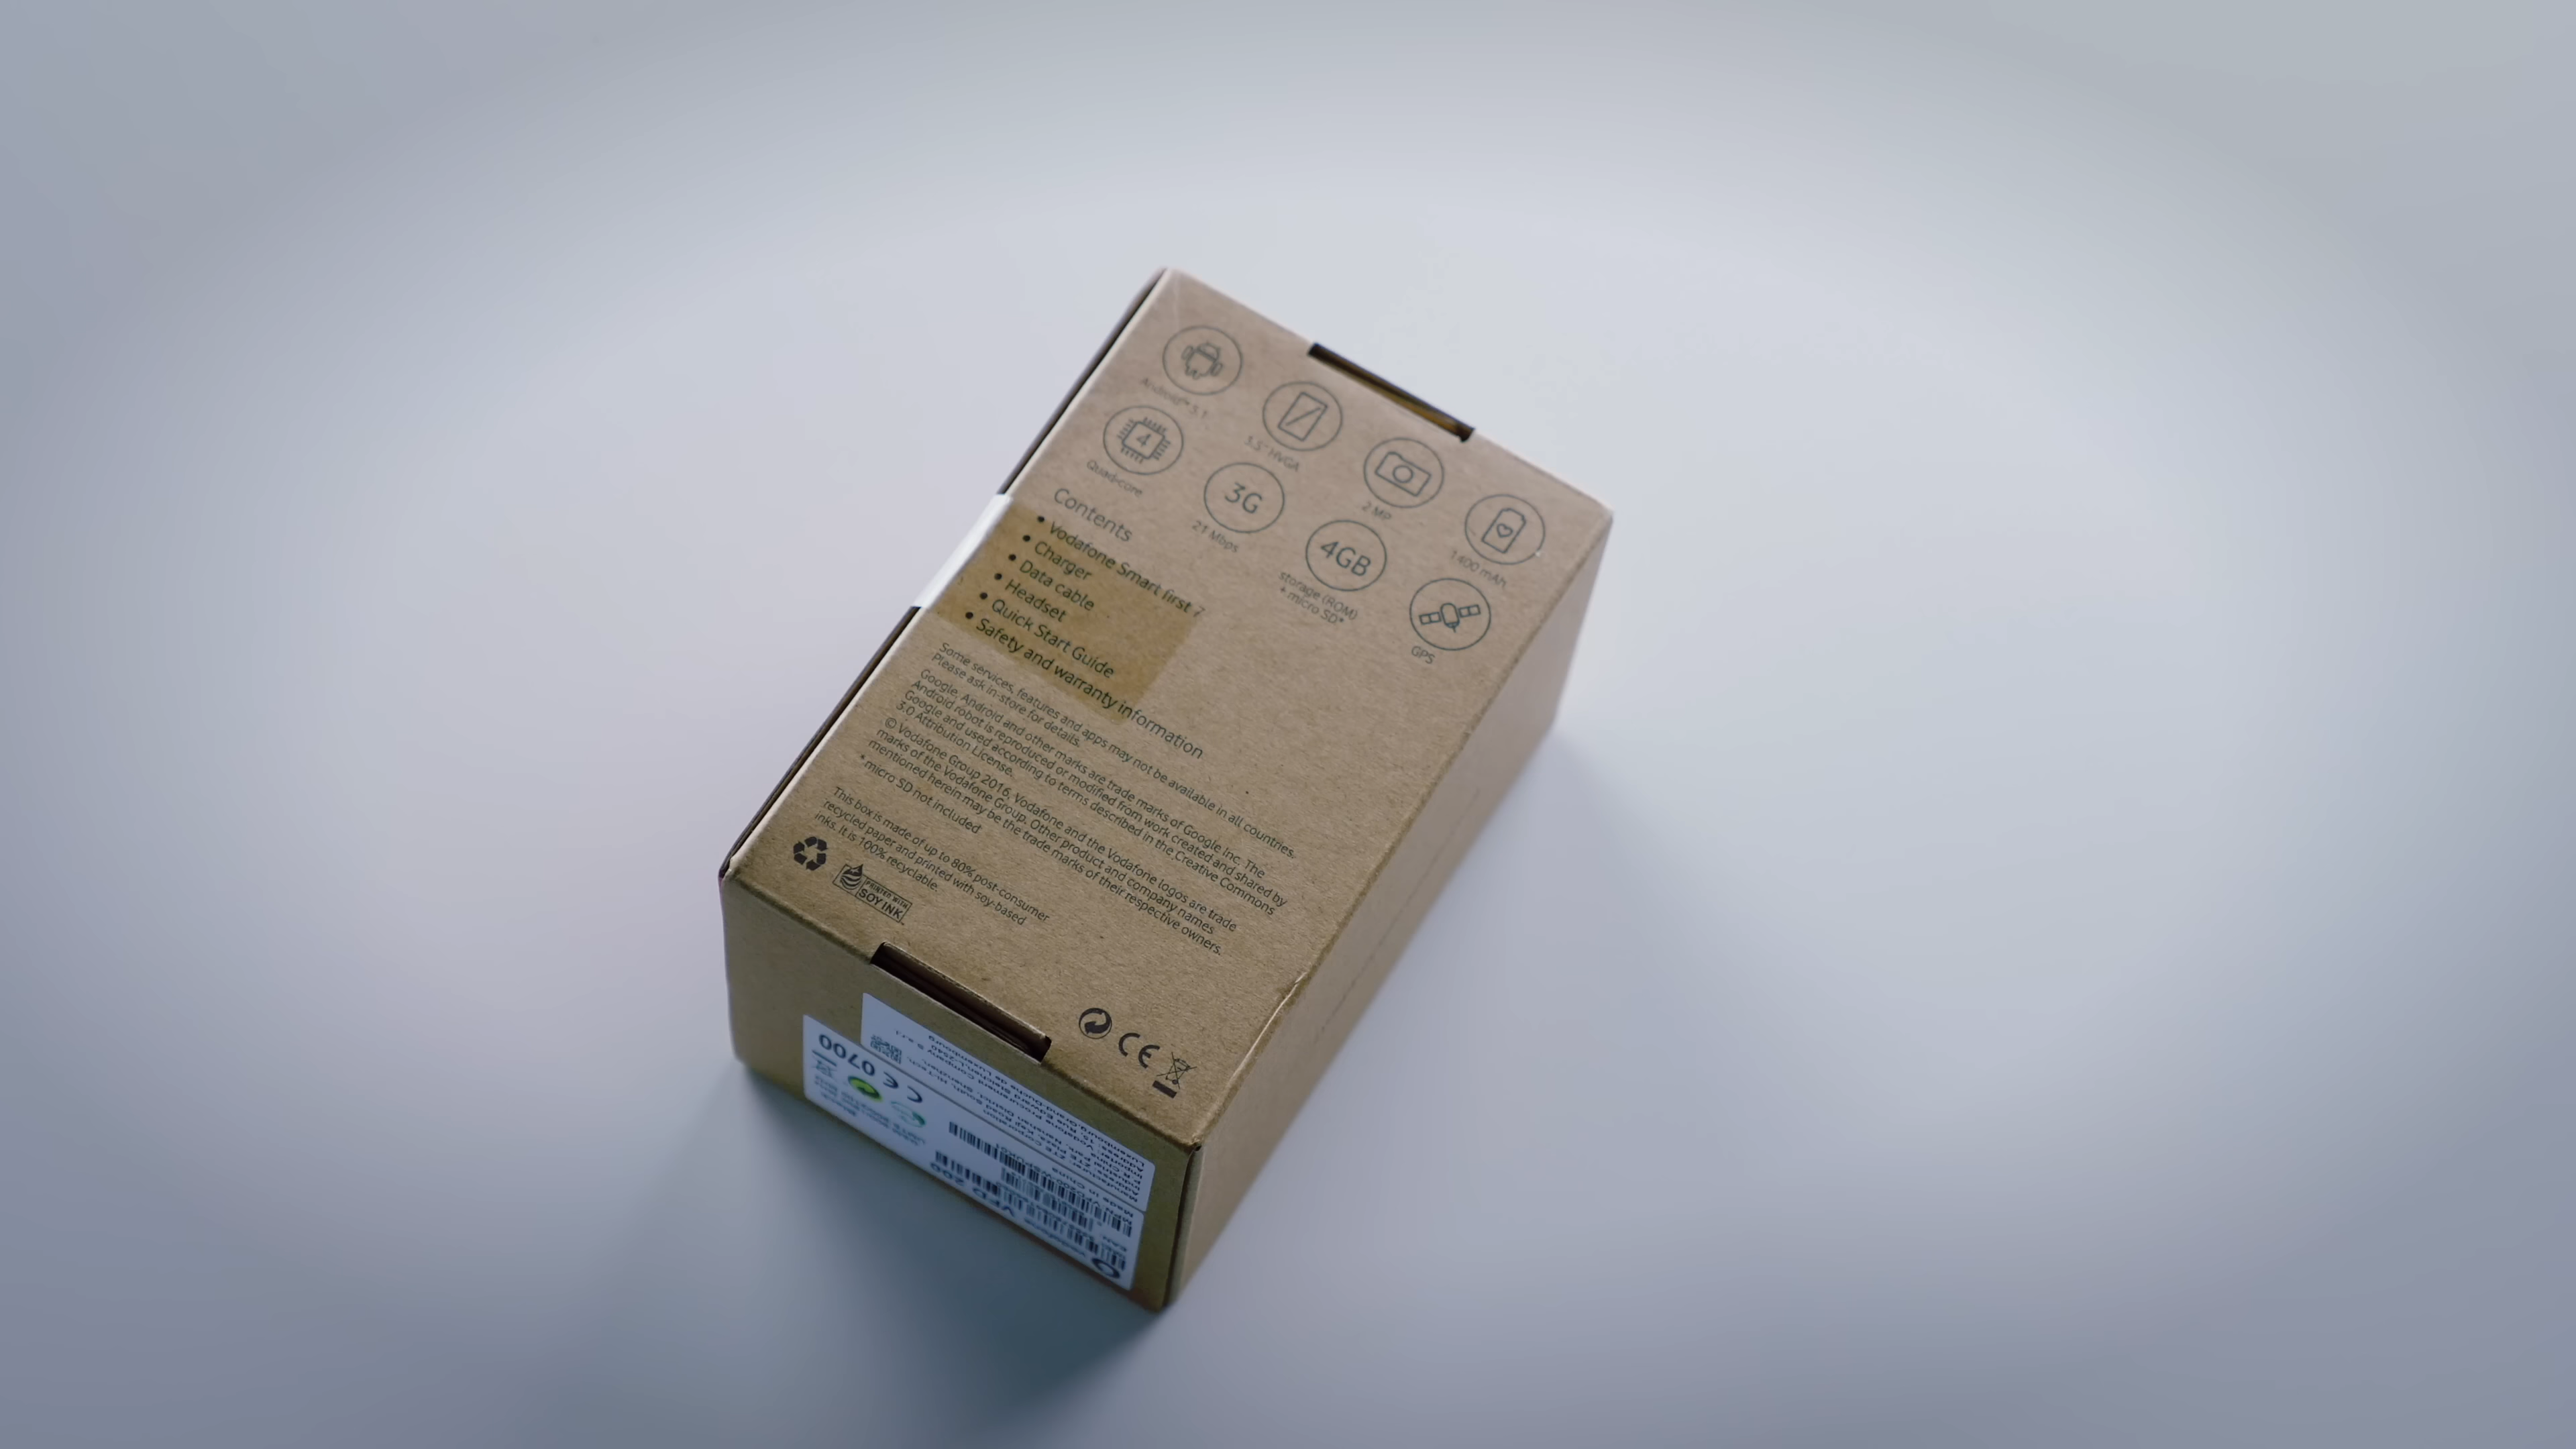 Android™ 5.1
3.5" HVGA
2 MP
1400 mAh
4
Quad-core
3G
21 Mbps
4GB
storage (ROM)
+ micro SD*
GPS
Contents
• Vodafone Smart first 7
• Charger
• Data cable
• Headset
• Quick Start Guide
• Safety and warranty information
Some services, features and apps may not be available in all countries.
Please ask in-store for details.
Google, Android and other marks are trade marks of Google Inc. The
Android robot is reproduced or modified from work created and shared by
Google and used according to terms described in the Creative Commons
3.0 Attribution License.
© Vodafone Group 2016. Vodafone and the Vodafone logos are trade
marks of the Vodafone Group. Other product and company names
mentioned herein may be the trade marks of their respective owners.
*micro SD not included
This box is made of up to 80% post-consumer
recycled paper and printed with soy-based
inks. It is 100% recyclable.
PRINTED WITH
SOY INK
CE
CE 0700
VFD 200